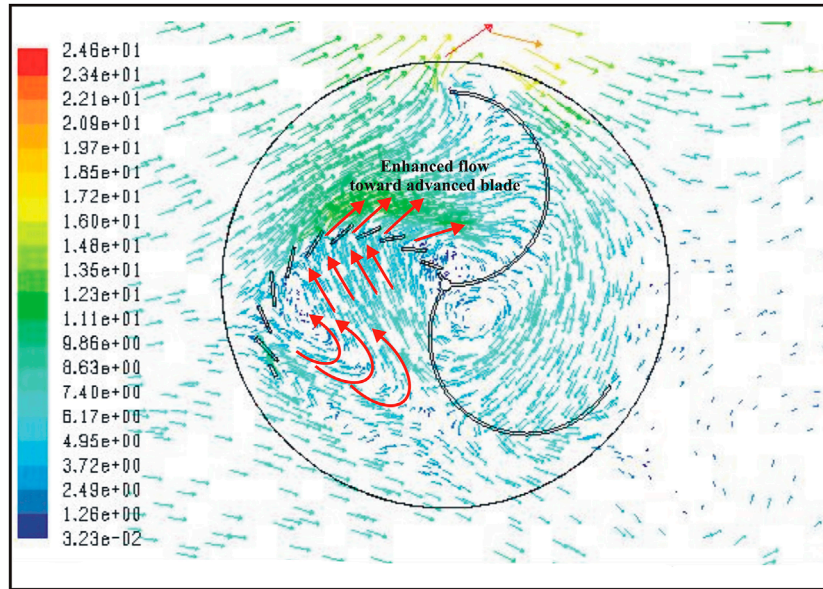 2.46e+01
2.34e+01
2.21e+01
2.09e+01
1.97e+01
1.85e+01
1.72e+01
1.60e+01
1.48e+01
1.35e+01
1.23e+01
1.11e+01
9.86e+00
8.63e+00
7.40e+00
6.17e+00
4.95e+00
3.72e+00
2.49e+00
1.26e+00
3.23e-02
Enhanced flow
toward advanced blade